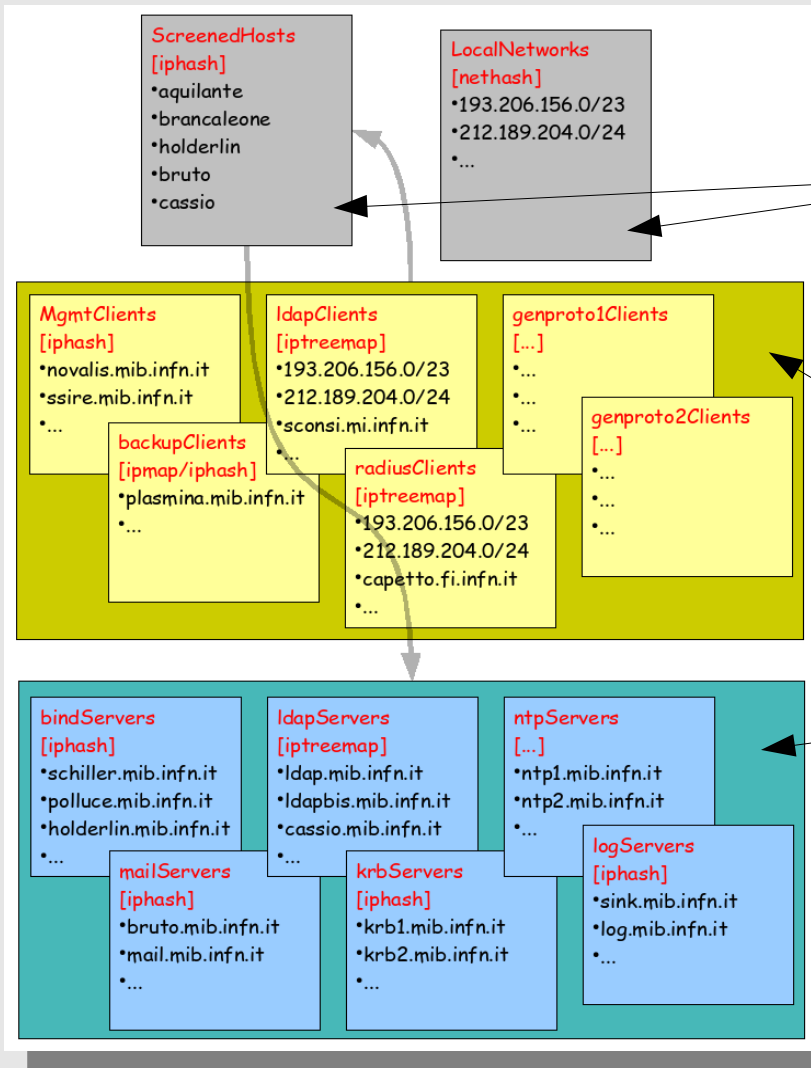 ScreenedHosts
[iphash]
•aquilante
•brancaleone
•holderlin
•bruto
•cassio
LocalNetworks
[nethash]
•193.206.156.0/23
•212.189.204.0/24
•...
MgmtClients
[iphash]
•novalis.mib.infn.it
•ssire.mib.infn.it
•...
backupClients
[ipmap/iphash]
•plasmina.mib.infn.it
•...
ldapClients
[iptreemap]
•193.206.156.0/23
•212.189.204.0/24
•sconsi.mi.infn.it
•...
radiusClients
[iptreemap]
•193.206.156.0/23
•212.189.204.0/24
•capetto.fi.infn.it
•...
genproto1Clients
[...]
•...
•...
•...
genproto2Clients
[...]
•...
•...
•...
bindServers
[iphash]
•schiller.mib.infn.it
•polluce.mib.infn.it
•holderlin.mib.infn.it
•...
mailServers
[iphash]
•bruto.mib.infn.it
•mail.mib.infn.it
•...
ldapServers
[iptreemap]
•ldap.mib.infn.it
•ldapbis.mib.infn.it
•cassio.mib.infn.it
•...
krbServers
[iphash]
•krb1.mib.infn.it
•krb2.mib.infn.it
•...
ntpServers
[...]
•ntp1.mib.infn.it
•ntp2.mib.infn.it
•...
logServers
[iphash]
•sink.mib.infn.it
•log.mib.infn.it
•...